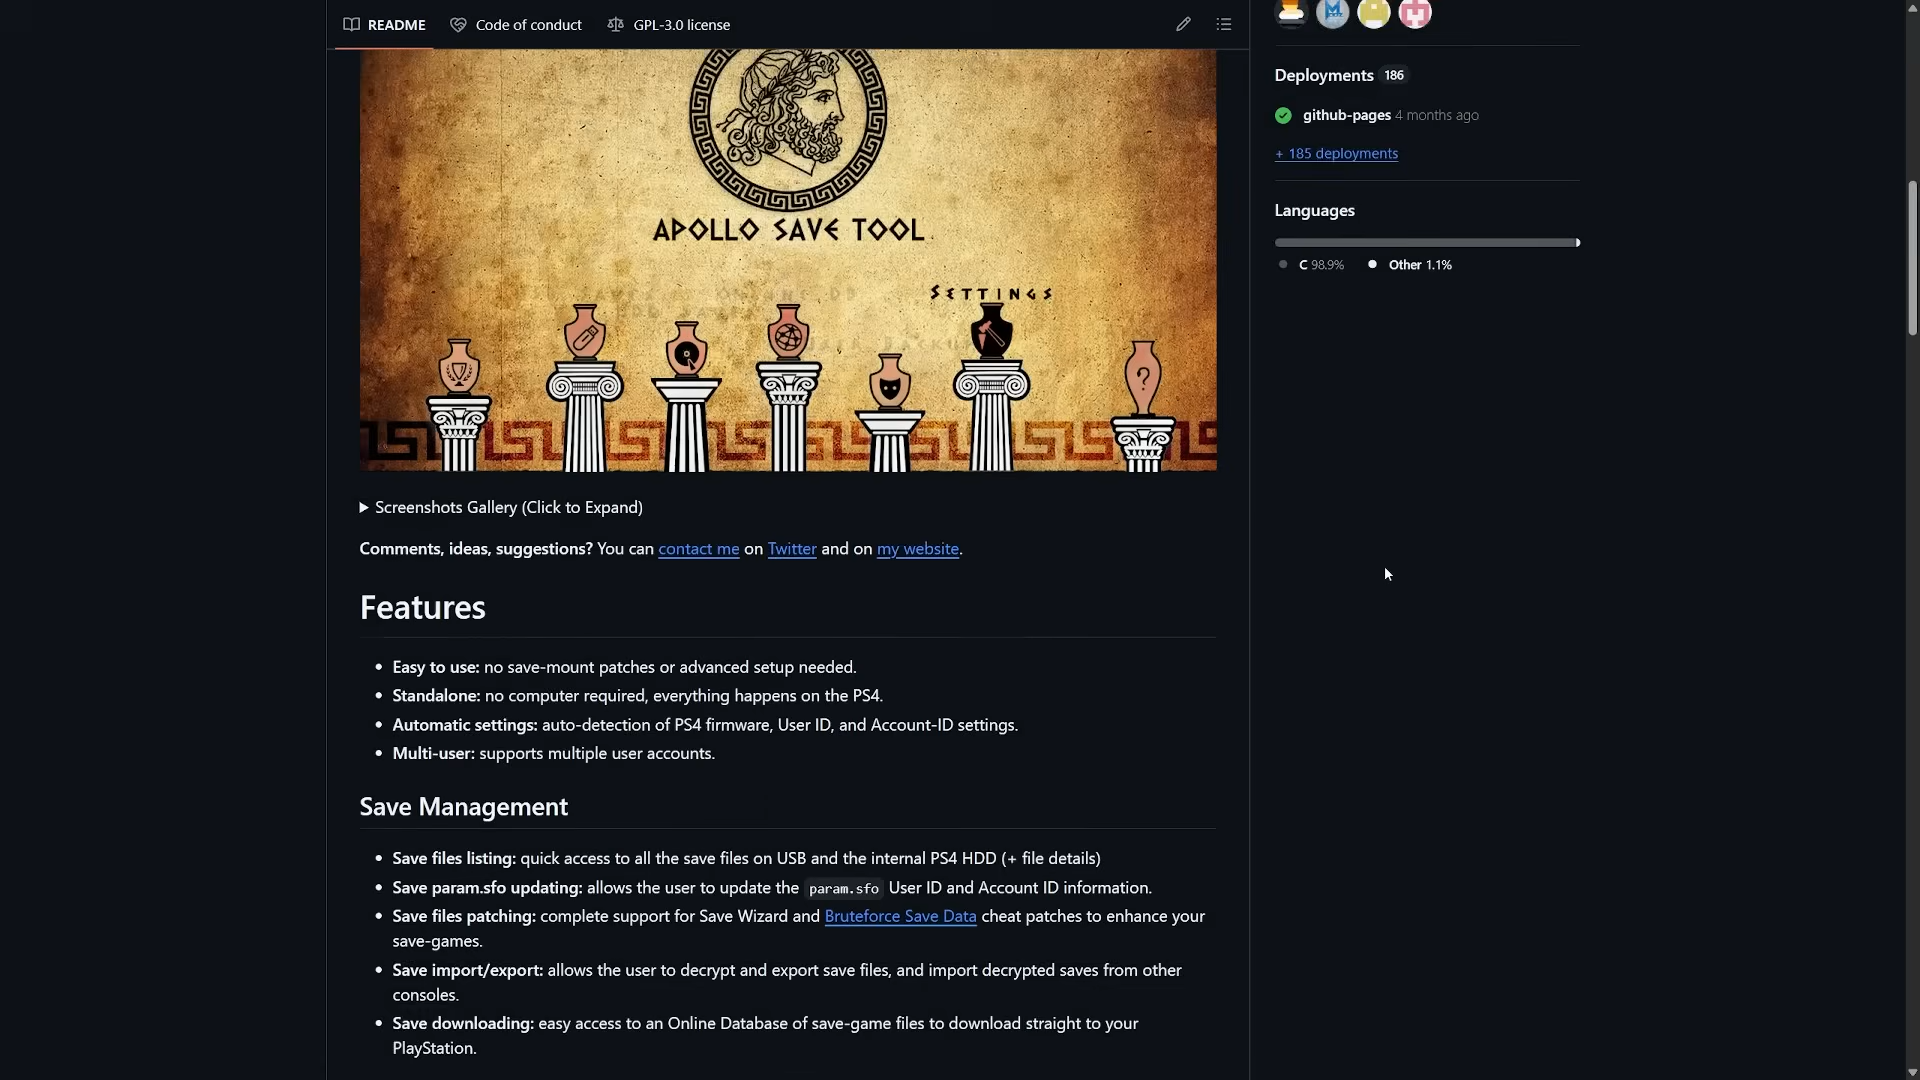 README Code of conduct GPL-3.0 license
APOLLO SAVE TOOL
SETTINGS
▶ Screenshots Gallery (Click to Expand)
Comments, ideas, suggestions? You can contact me on Twitter and on my website.
Features
• Easy to use: no save-mount patches or advanced setup needed.
• Standalone: no computer required, everything happens on the PS4.
• Automatic settings: auto-detection of PS4 firmware, User ID, and Account-ID settings.
• Multi-user: supports multiple user accounts.
Save Management
• Save files listing: quick access to all the save files on USB and the internal PS4 HDD (+ file details)
• Save param.sfo updating: allows the user to update the param.sfo User ID and Account ID information.
• Save files patching: complete support for Save Wizard and Bruteforce Save Data cheat patches to enhance your
save-games.
• Save import/export: allows the user to decrypt and export save files, and import decrypted saves from other
consoles.
• Save downloading: easy access to an Online Database of save-game files to download straight to your
PlayStation.
Deployments 186
github-pages 4 months ago
+ 185 deployments
Languages
C 98.9% Other 1.1%